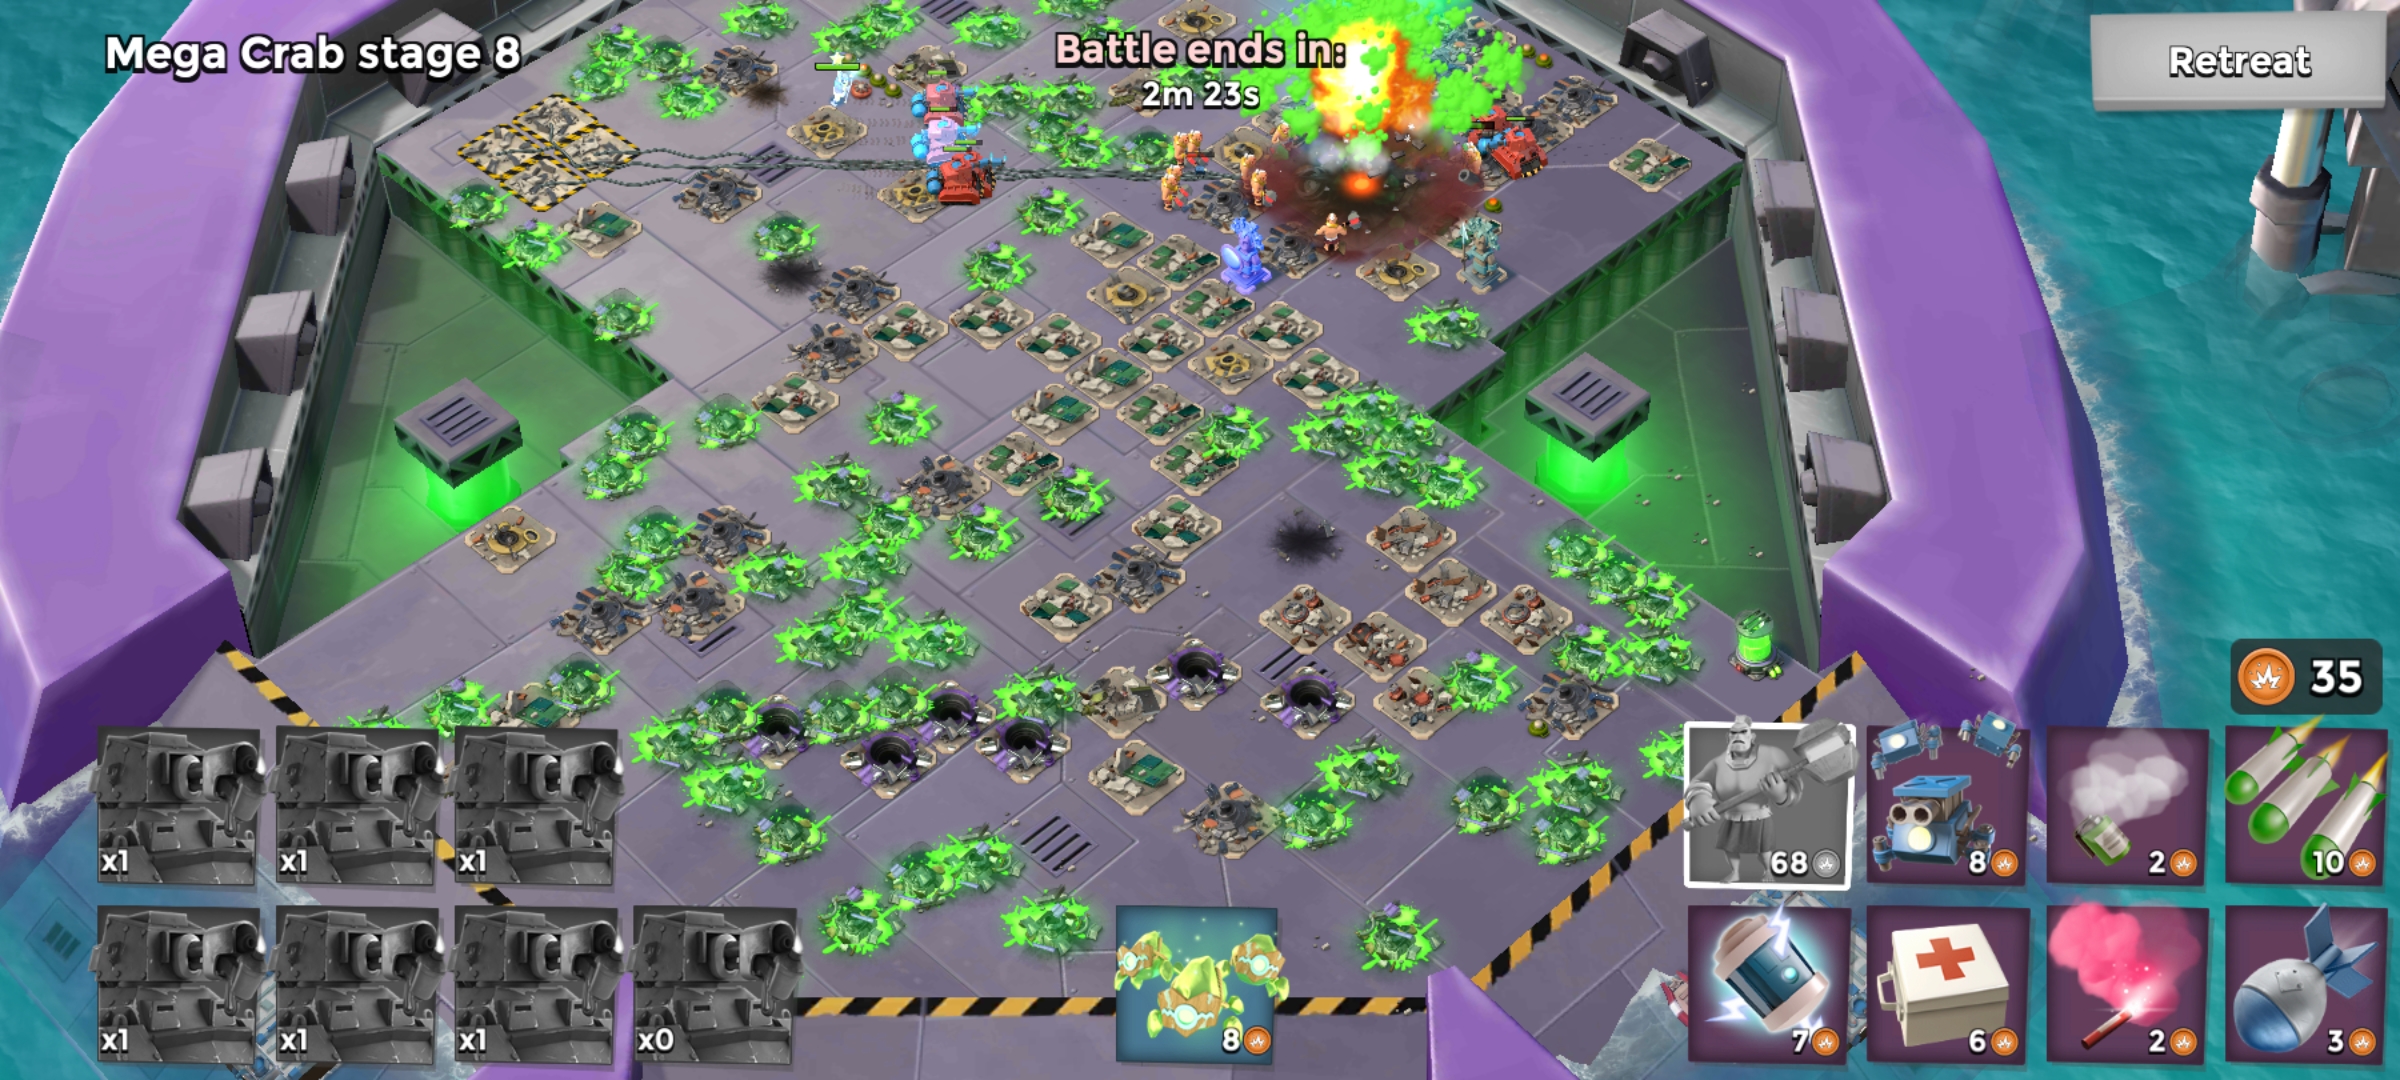 Mega Crab stage 8
Battle ends in:
2m 23s
Retreat
35
x1
x1
x1
68
8
2
10
x1
x1
x1
x0
8
7
6
2
3